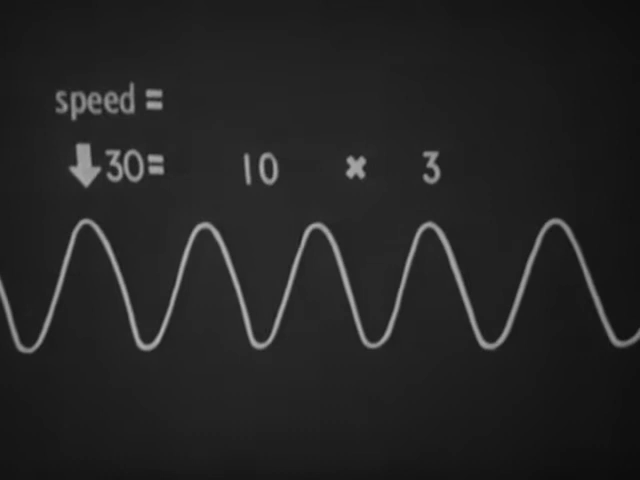 speed =
30= 10 × 3